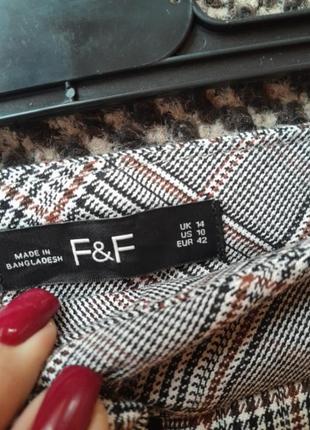 MADE IN
BANGLADESH
F&F
UK 14
US 10
EUR 42